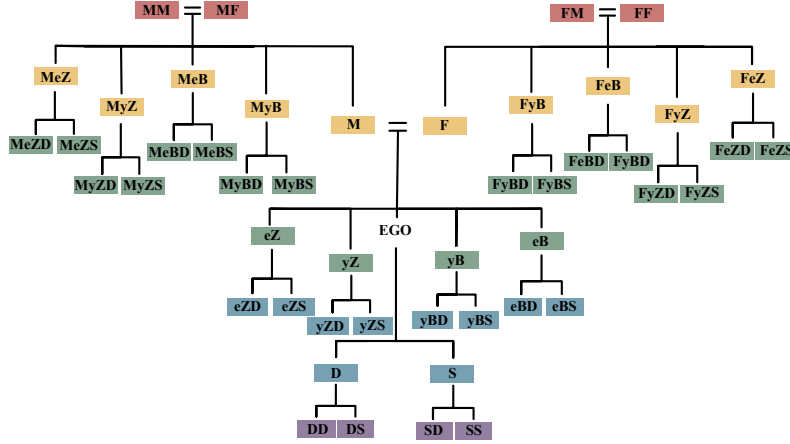 MM MF FM FF
MeZ MeB FeB FeZ
MyZ MyB FyB FyZ
M F
MeZD MeZS MeBD MeBS FeBD FyBD FeZD FeZS
MyZD MyZS MyBD MyBS FyBD FyBS FyZD FyZS
EGO
eZ yZ yB eB
eZD eZS eBD eBS
yZD yZS yBD yBS
D S
DD DS SD SS